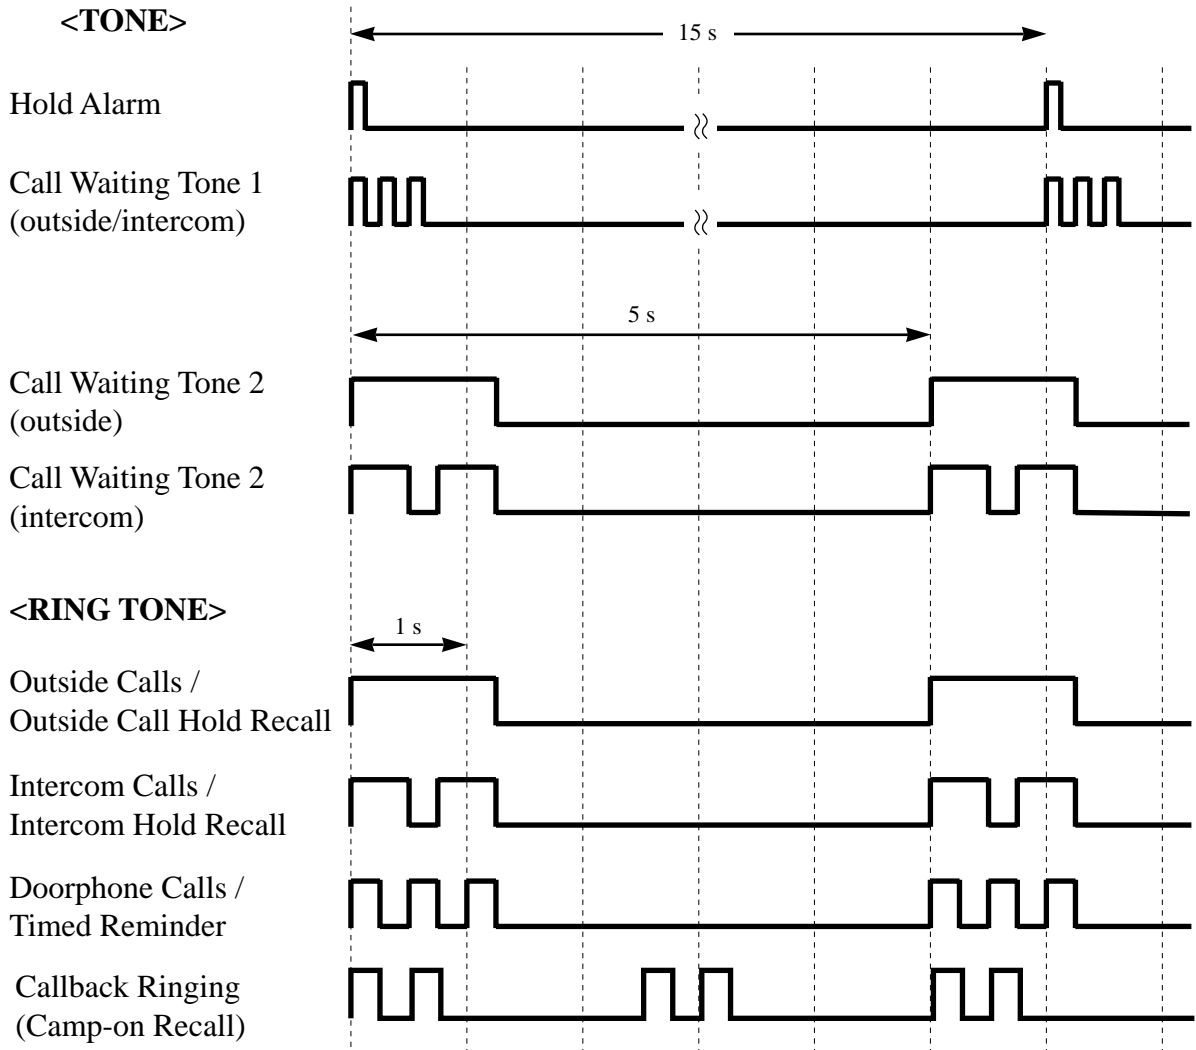 <TONE>
15 s
Hold Alarm
Call Waiting Tone 1
(outside/intercom)
5 s
Call Waiting Tone 2
(outside)
Call Waiting Tone 2
(intercom)
<RING TONE>
1 s
Outside Calls /
Outside Call Hold Recall
Intercom Calls /
Intercom Hold Recall
Doorphone Calls /
Timed Reminder
Callback Ringing
(Camp-on Recall)